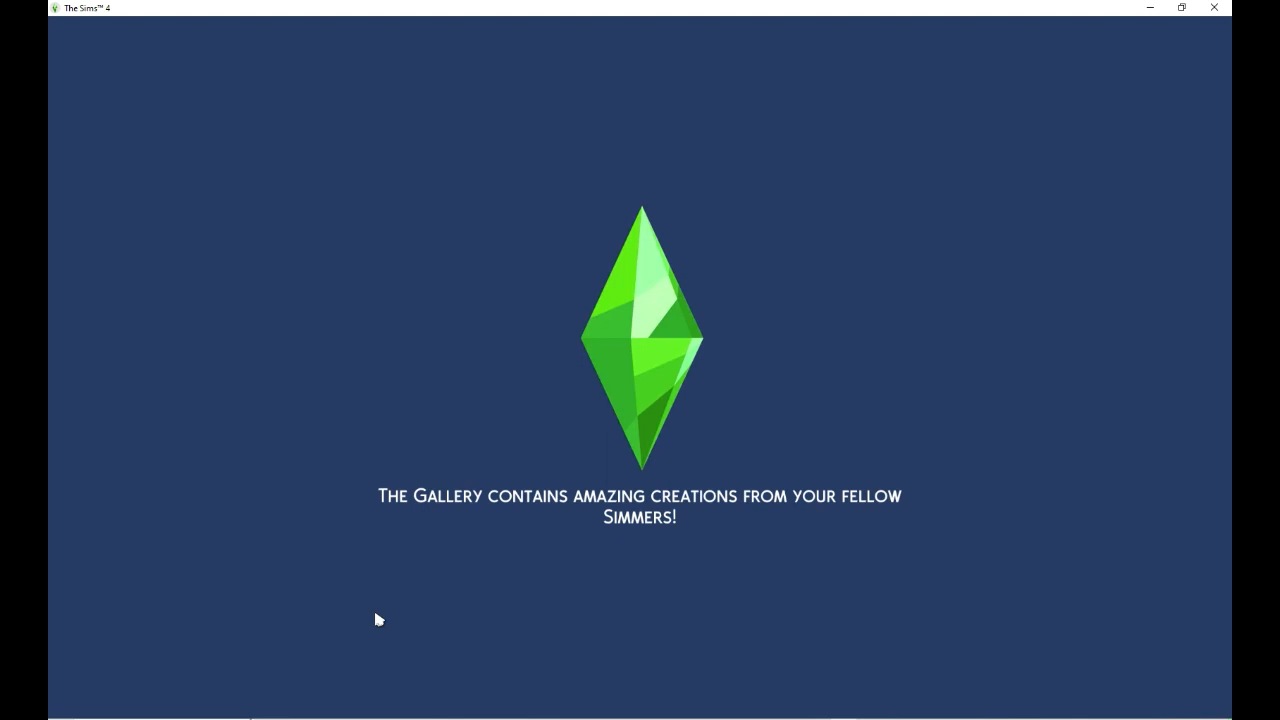 The Sims™ 4
The Gallery contains amazing creations from your fellow
Simmers!